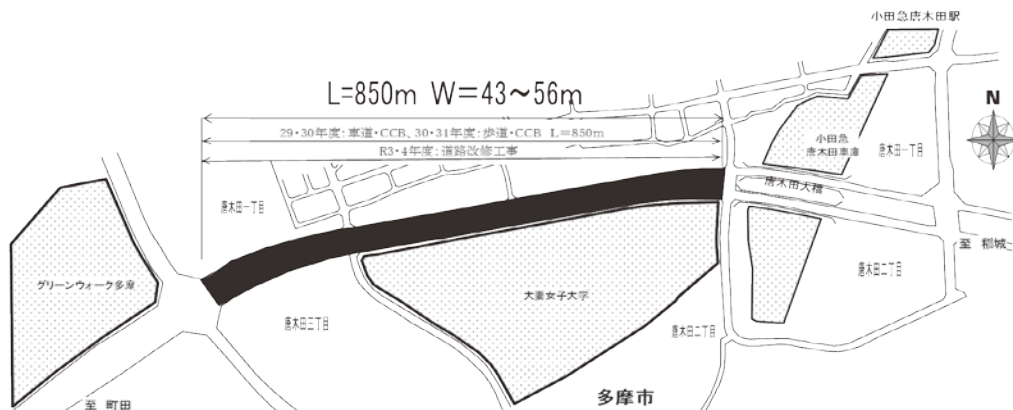 小田急唐木田駅
L=850m W=43～56m
29・30年度：車道・CCB、30・31年度：歩道・CCB L=850m
R3・4年度：道路改修工事
N
小田急
唐木田車庫
唐木田一丁目
唐木田大橋
唐木田一丁目
至 稲城
唐木田二丁目
グリーンウォーク多摩
大妻女子大学
唐木田三丁目
唐木田二丁目
多摩市
至 町田